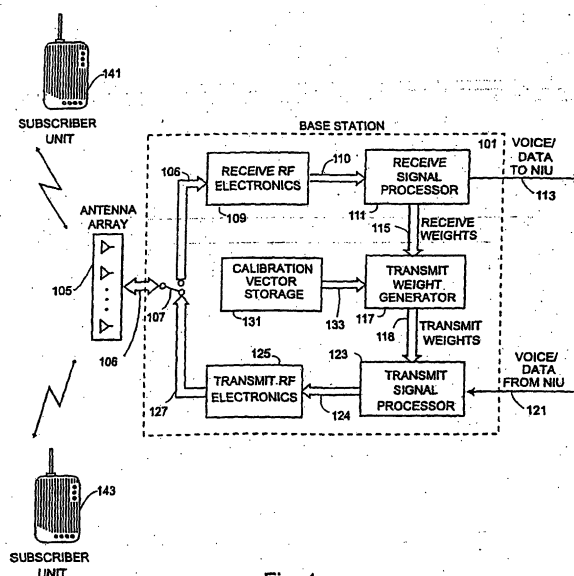 141
SUBSCRIBER
UNIT
BASE STATION
101
106
RECEIVE RF
ELECTRONICS
109
110
RECEIVE
SIGNAL
PROCESSOR
111
VOICE/
DATA
TO NIU
113
115
RECEIVE
WEIGHTS
ANTENNA
ARRAY
105
106
107
CALIBRATION
VECTOR
STORAGE
131
133
TRANSMIT
WEIGHT
GENERATOR
117
118
TRANSMIT
WEIGHTS
125
TRANSMIT RF
ELECTRONICS
127
124
123
TRANSMIT
SIGNAL
PROCESSOR
VOICE/
DATA
FROM NIU
121
143
SUBSCRIBER
UNIT